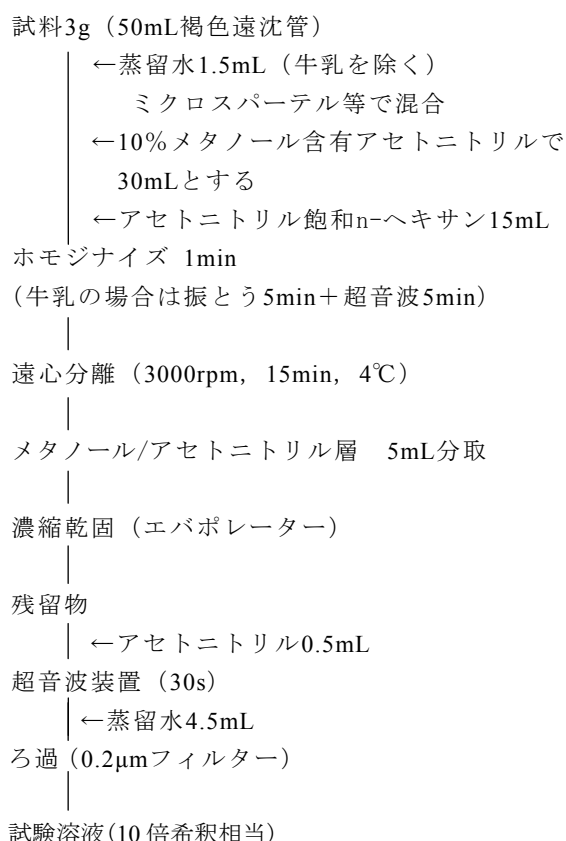 試料3g（50mL褐色遠沈管）
←蒸留水1.5mL（牛乳を除く）
ミクロスパーテル等で混合
←10％メタノール含有アセトニトリルで
30mLとする
←アセトニトリル飽和n-ヘキサン15mL
ホモジナイズ 1min
（牛乳の場合は振とう5min＋超音波5min）
遠心分離（3000rpm，15min，4℃）
メタノール/アセトニトリル層　5mL分取
濃縮乾固（エバポレーター）
残留物
←アセトニトリル0.5mL
超音波装置（30s）
←蒸留水4.5mL
ろ過（0.2μmフィルター）
試験溶液(10倍希釈相当)